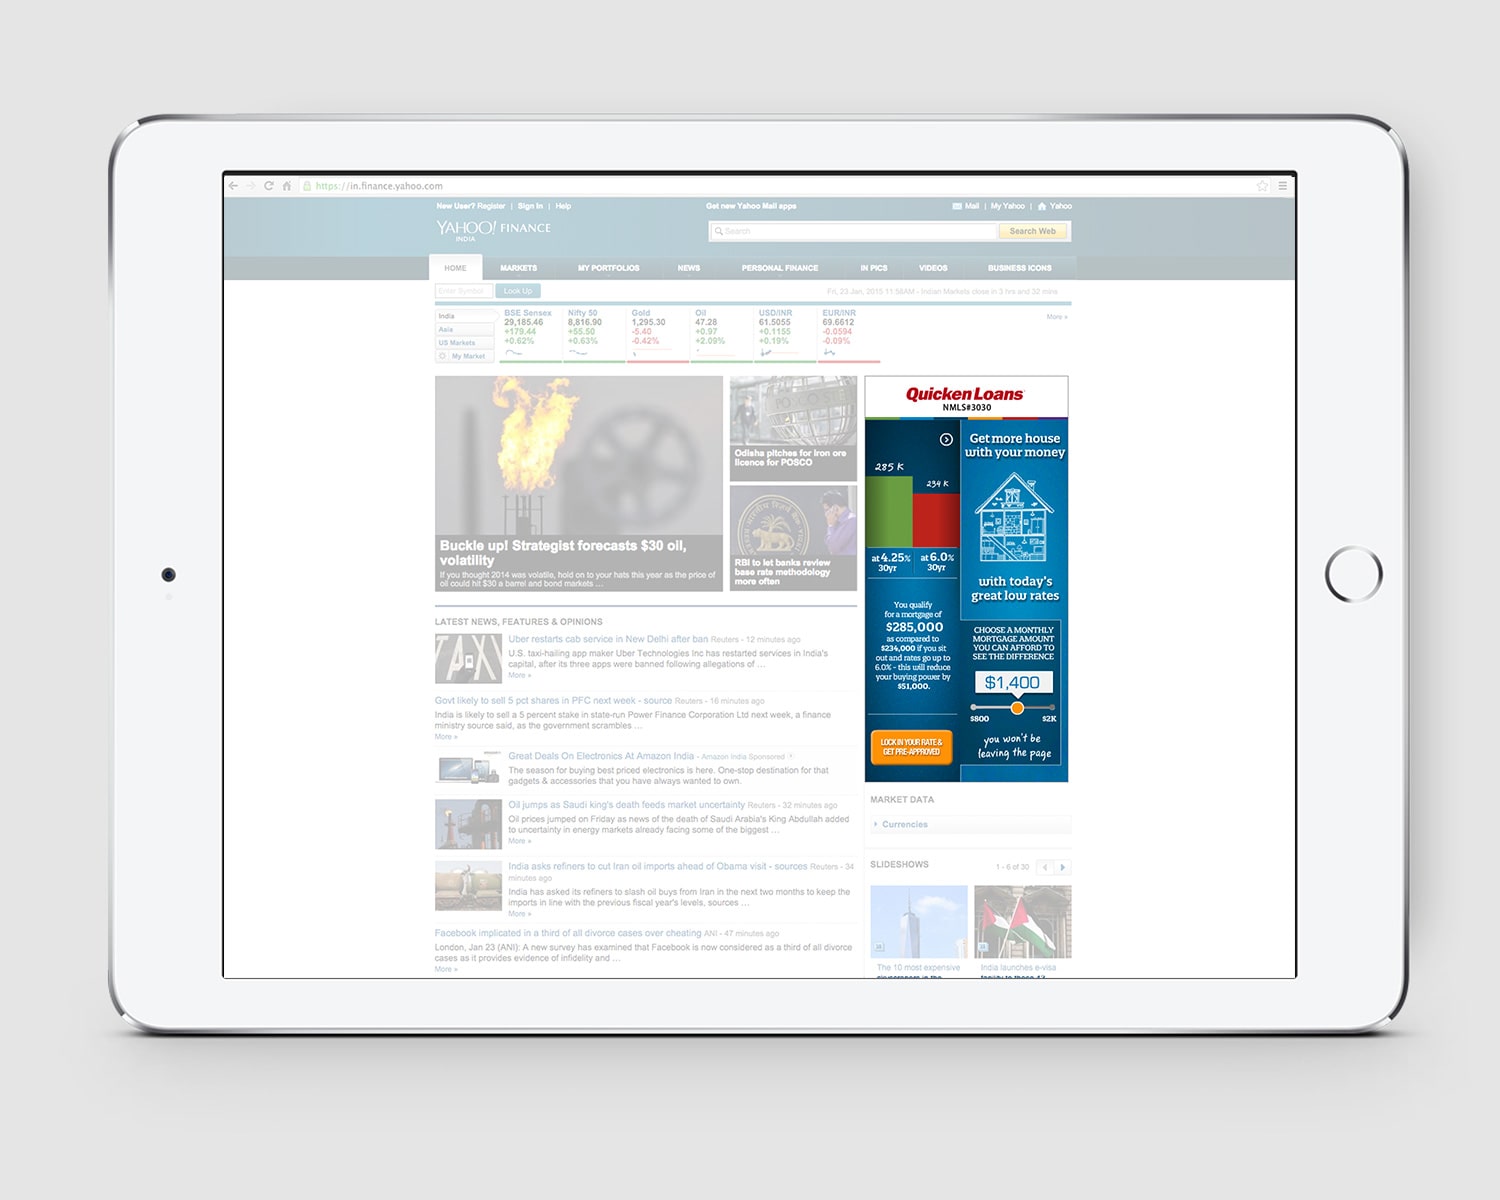 https://in.finance.yahoo.com
New User? Register | Sign In | Help
Get new Yahoo Mail apps
Mail | My Yahoo | Yahoo
YAHOO! FINANCE
INDIA
Search
Search Web
HOME
MARKETS
MY PORTFOLIOS
NEWS
PERSONAL FINANCE
IN PICS
VIDEOS
BUSINESS ICONS
Enter Symbol
Look Up
Fri, 23 Jan, 2015 11:58AM - Indian Markets close in 3 hrs and 32 mins
India
Asia
US Markets
My Market
BSE Sensex
29,185.46
+179.44
+0.62%
Nifty 50
8,816.90
+55.50
+0.63%
Gold
1,295.30
-5.40
-0.42%
Oil
47.28
+0.97
+2.09%
USD/INR
61.5055
+0.1155
+0.19%
EUR/INR
69.6612
-0.0594
-0.09%
More »
Buckle up! Strategist forecasts $30 oil,
volatility
If you thought 2014 was volatile, hold on to your hats this year as the price of
oil could hit $30 a barrel and bond markets ...
Odisha pitches for iron ore
licence for POSCO
RBI to let banks review
base rate methodology
more often
Quicken Loans
NMLS#3030
285 K
234 K
at 4.25%
30yr
at 6.0%
30yr
You qualify
for a mortgage of
$285,000
as compared to
$234,000 if you sit
out and rates go up to
6.0% - this will reduce
your buying power by
$51,000.
LOCK IN YOUR RATE &
GET PRE-APPROVED
Get more house
with your money
with today's
great low rates
CHOOSE A MONTHLY
MORTGAGE AMOUNT
YOU CAN AFFORD TO
SEE THE DIFFERENCE
$1,400
$800
$2K
you won't be
leaving the page
LATEST NEWS, FEATURES & OPINIONS
TAXI
Uber restarts cab service in New Delhi after ban Reuters - 12 minutes ago
U.S. taxi-hailing app maker Uber Technologies Inc has restarted services in India's
capital, after its three apps were banned following allegations of ...
More »
Govt likely to sell 5 pct shares in PFC next week - source Reuters - 16 minutes ago
India is likely to sell a 5 percent stake in state-run Power Finance Corporation Ltd next week, a finance
ministry source said, as the government scrambles ...
More »
Great Deals On Electronics At Amazon India - Amazon India Sponsored
The season for buying best priced electronics is here. One-stop destination for that
gadgets & accessories that you have always wanted to own.
Oil jumps as Saudi king's death feeds market uncertainty Reuters - 32 minutes ago
Oil prices jumped on Friday as news of the death of Saudi Arabia's King Abdullah added
to uncertainty in energy markets already facing some of the biggest ...
More »
India asks refiners to cut Iran oil imports ahead of Obama visit - sources Reuters - 34
minutes ago
India has asked its refiners to slash oil buys from Iran in the next two months to keep the
imports in line with the previous fiscal year's levels, sources ...
More »
Facebook implicated in a third of all divorce cases over cheating ANI - 47 minutes ago
London, Jan 23 (ANI): A new survey has examined that Facebook is now considered as a third of all divorce
cases as it provides evidence of infidelity and ...
More »
MARKET DATA
Currencies
SLIDESHOWS
1 - 6 of 30
The 10 most expensive
India launches e-visa